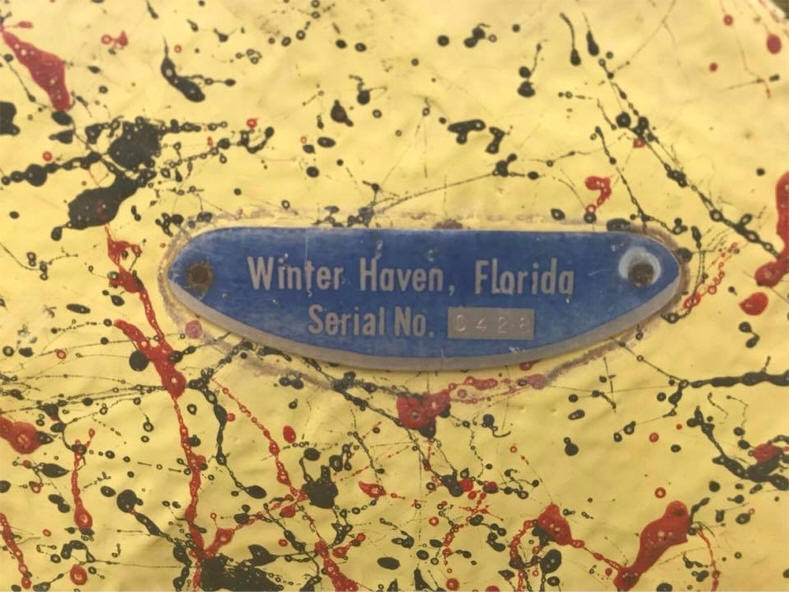 Winter Haven, Florida
Serial No. 0428